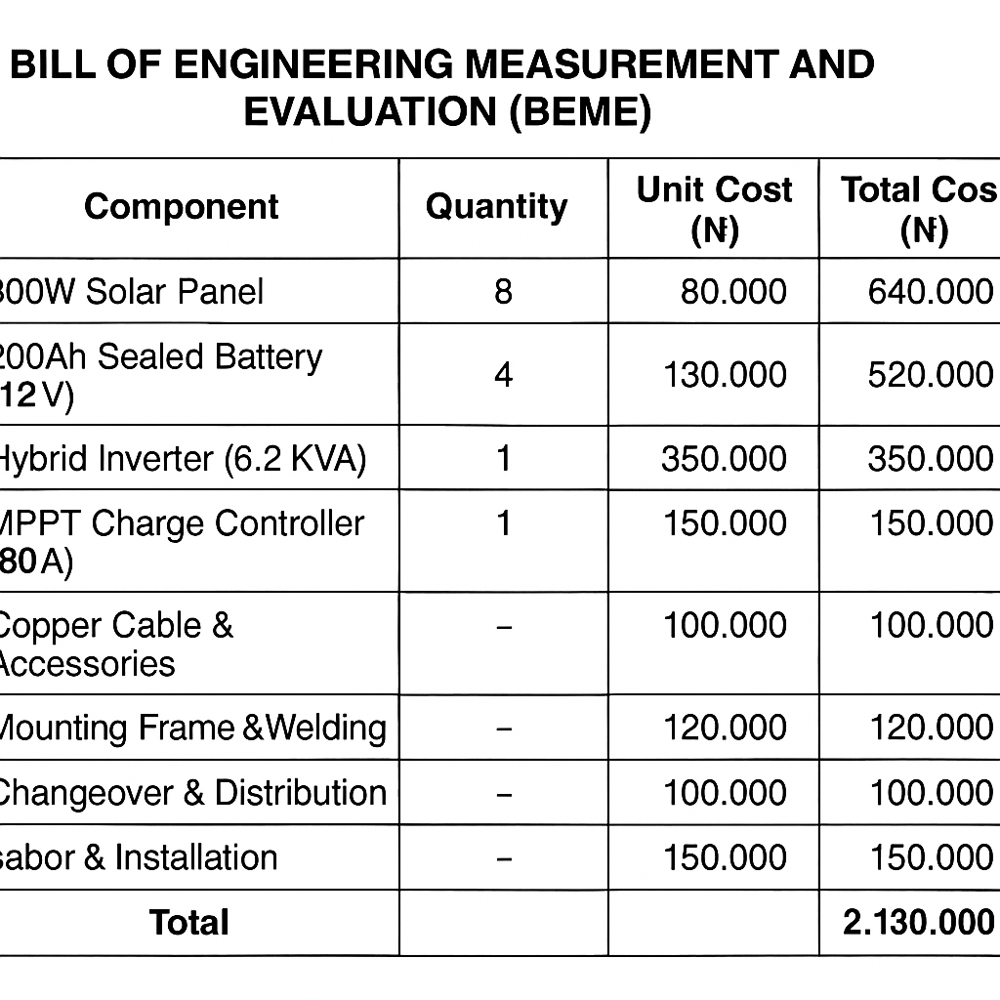 BILL OF ENGINEERING MEASUREMENT AND
EVALUATION (BEME)
Component Quantity Unit Cost (₦) Total Cos (₦)
300W Solar Panel 8 80.000 640.000
200Ah Sealed Battery
12 V) 4 130.000 520.000
Hybrid Inverter (6.2 KVA) 1 350.000 350.000
MPPT Charge Controller 1 150.000 150.000
80 A)
Copper Cable & – 100.000 100.000
Accessories
Mounting Frame &Welding – 120.000 120.000
Changeover & Distribution – 100.000 100.000
sabor & Installation – 150.000 150.000
Total 2.130.000